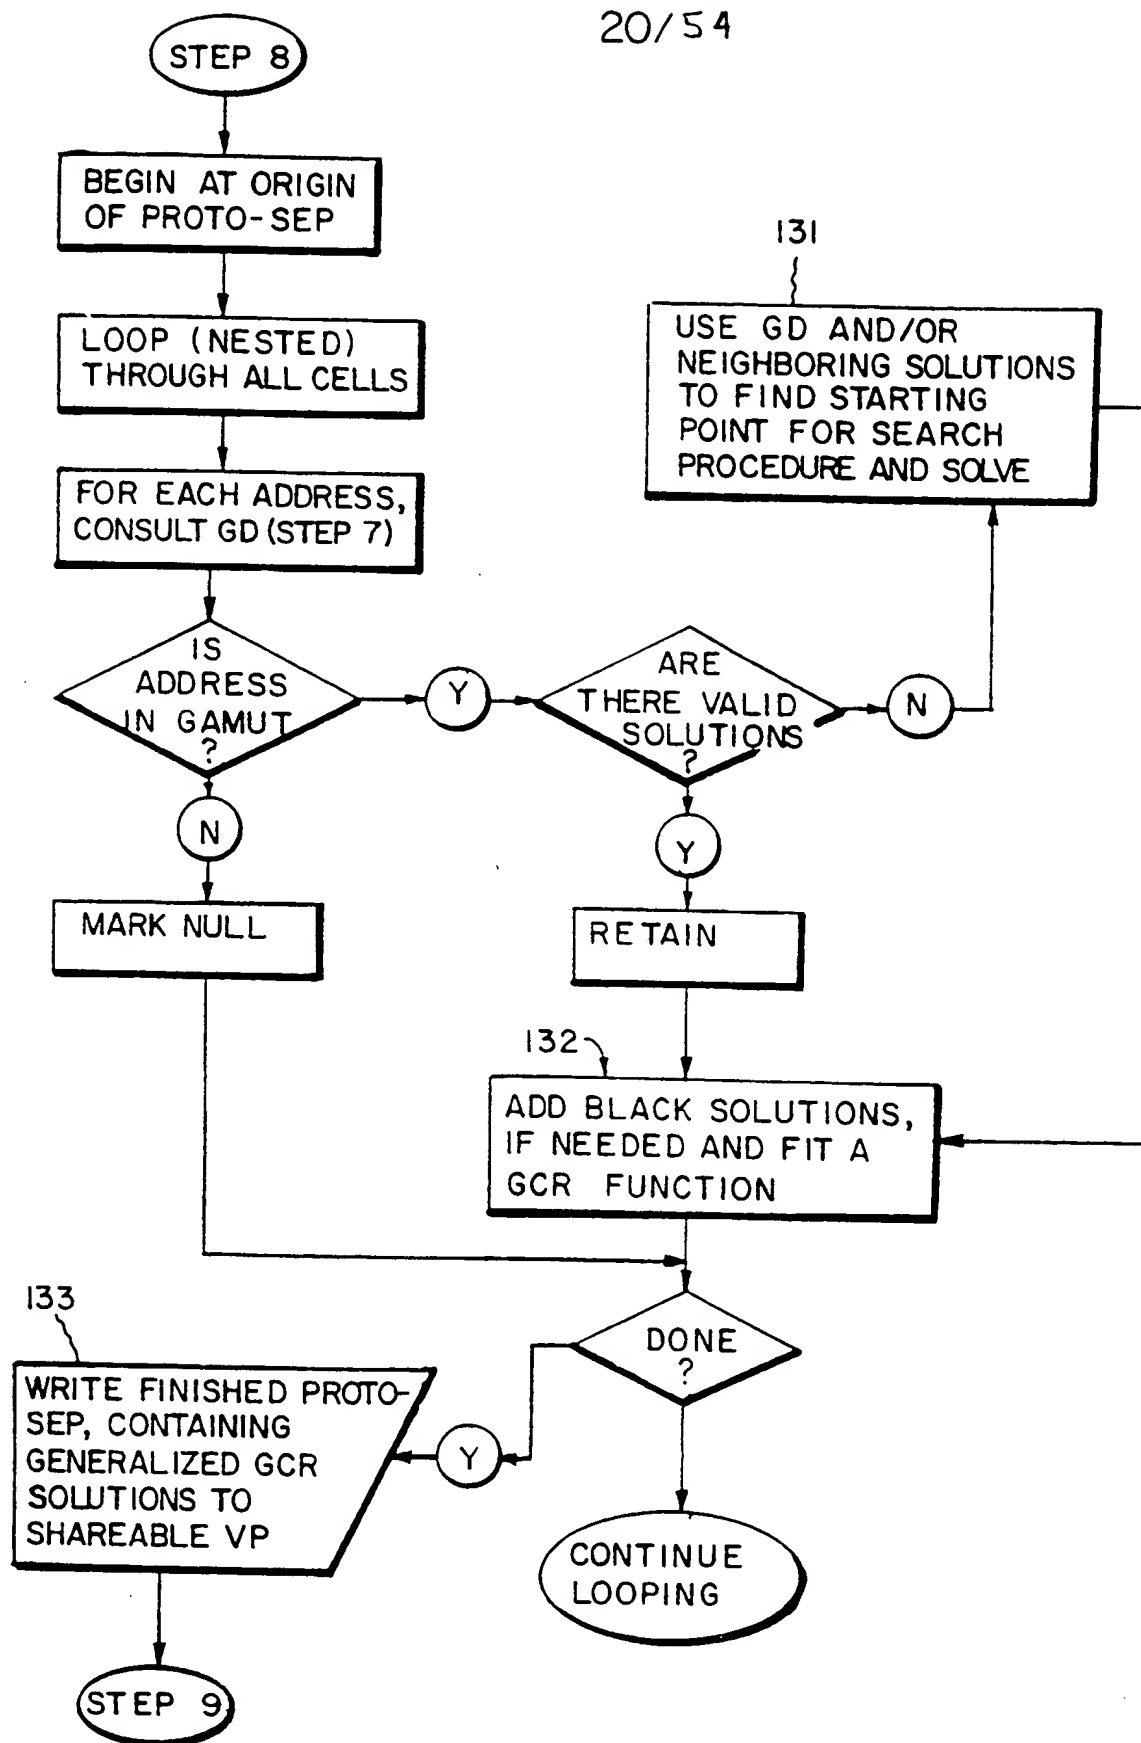 20/54
STEP 8
BEGIN AT ORIGIN
OF PROTO-SEP
LOOP (NESTED)
THROUGH ALL CELLS
FOR EACH ADDRESS,
CONSULT GD (STEP 7)
131
USE GD AND/OR
NEIGHBORING SOLUTIONS
TO FIND STARTING
POINT FOR SEARCH
PROCEDURE AND SOLVE
IS
ADDRESS
IN GAMUT
?
Y
ARE
THERE VALID
SOLUTIONS
?
N
N
Y
MARK NULL
RETAIN
132
ADD BLACK SOLUTIONS,
IF NEEDED AND FIT A
GCR FUNCTION
133
DONE
?
WRITE FINISHED PROTO-
SEP, CONTAINING
GENERALIZED GCR
SOLUTIONS TO
SHAREABLE VP
Y
CONTINUE
LOOPING
STEP 9